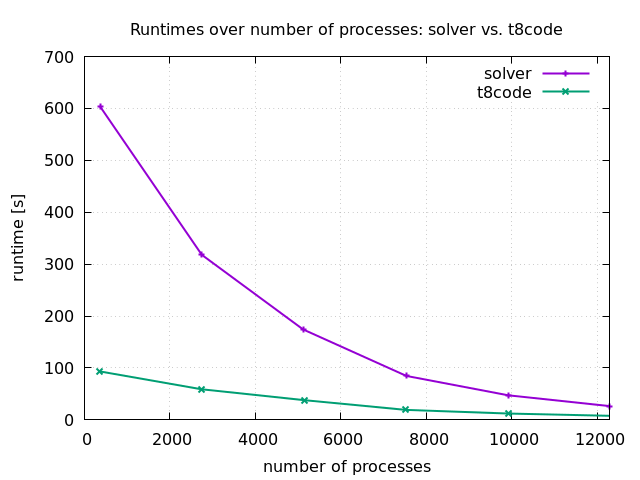 Runtimes over number of processes: solver vs. t8code
solver
t8code
700
600
500
400
300
200
100
0
runtime [s]
0 2000 4000 6000 8000 10000 12000
number of processes